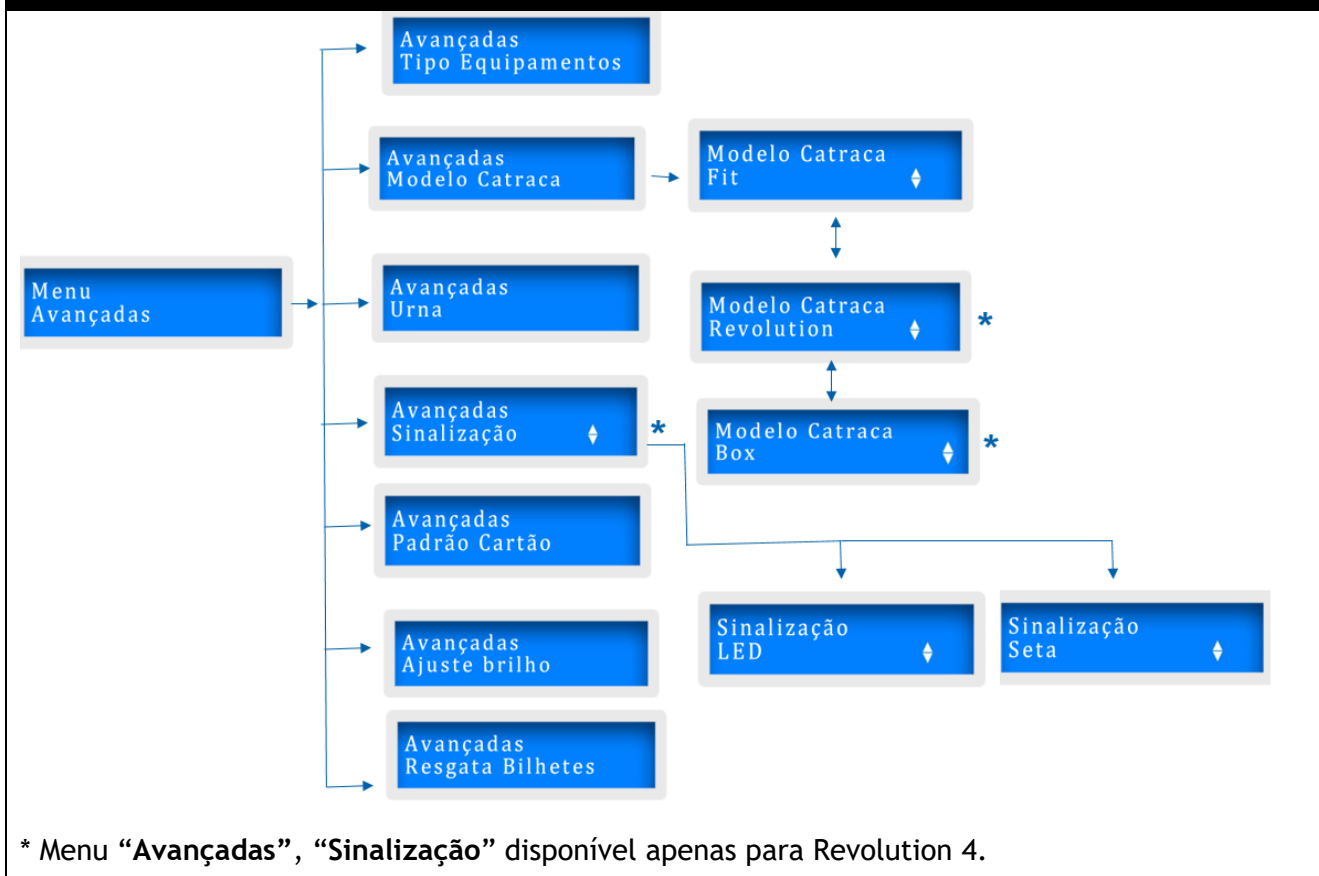 Avançadas
Tipo Equipamentos
Avançadas
Modelo Catraca
Modelo Catraca
Fit
Menu
Avançadas
Avançadas
Urna
Modelo Catraca
Revolution
*
Avançadas
Sinalização
*
Modelo Catraca
Box
*
Avançadas
Padrão Cartão
Sinalização
LED
Sinalização
Seta
Avançadas
Ajuste brilho
Avançadas
Resgata Bilhetes
* Menu “Avançadas”, “Sinalização” disponível apenas para Revolution 4.